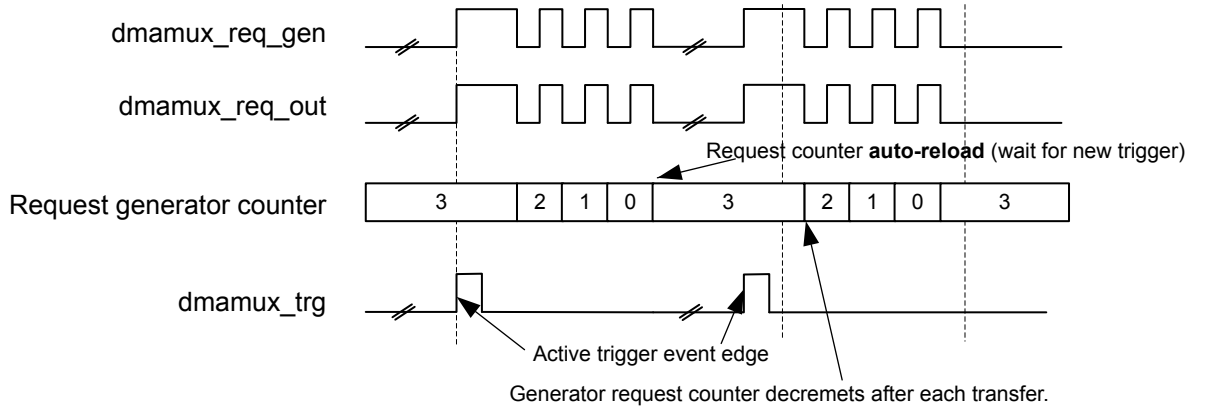 dmamux_req_gen
dmamux_req_out
Request counter auto-reload (wait for new trigger)
Request generator counter
3 2 1 0 3 2 1 0 3
dmamux_trg
Active trigger event edge
Generator request counter decremets after each transfer.